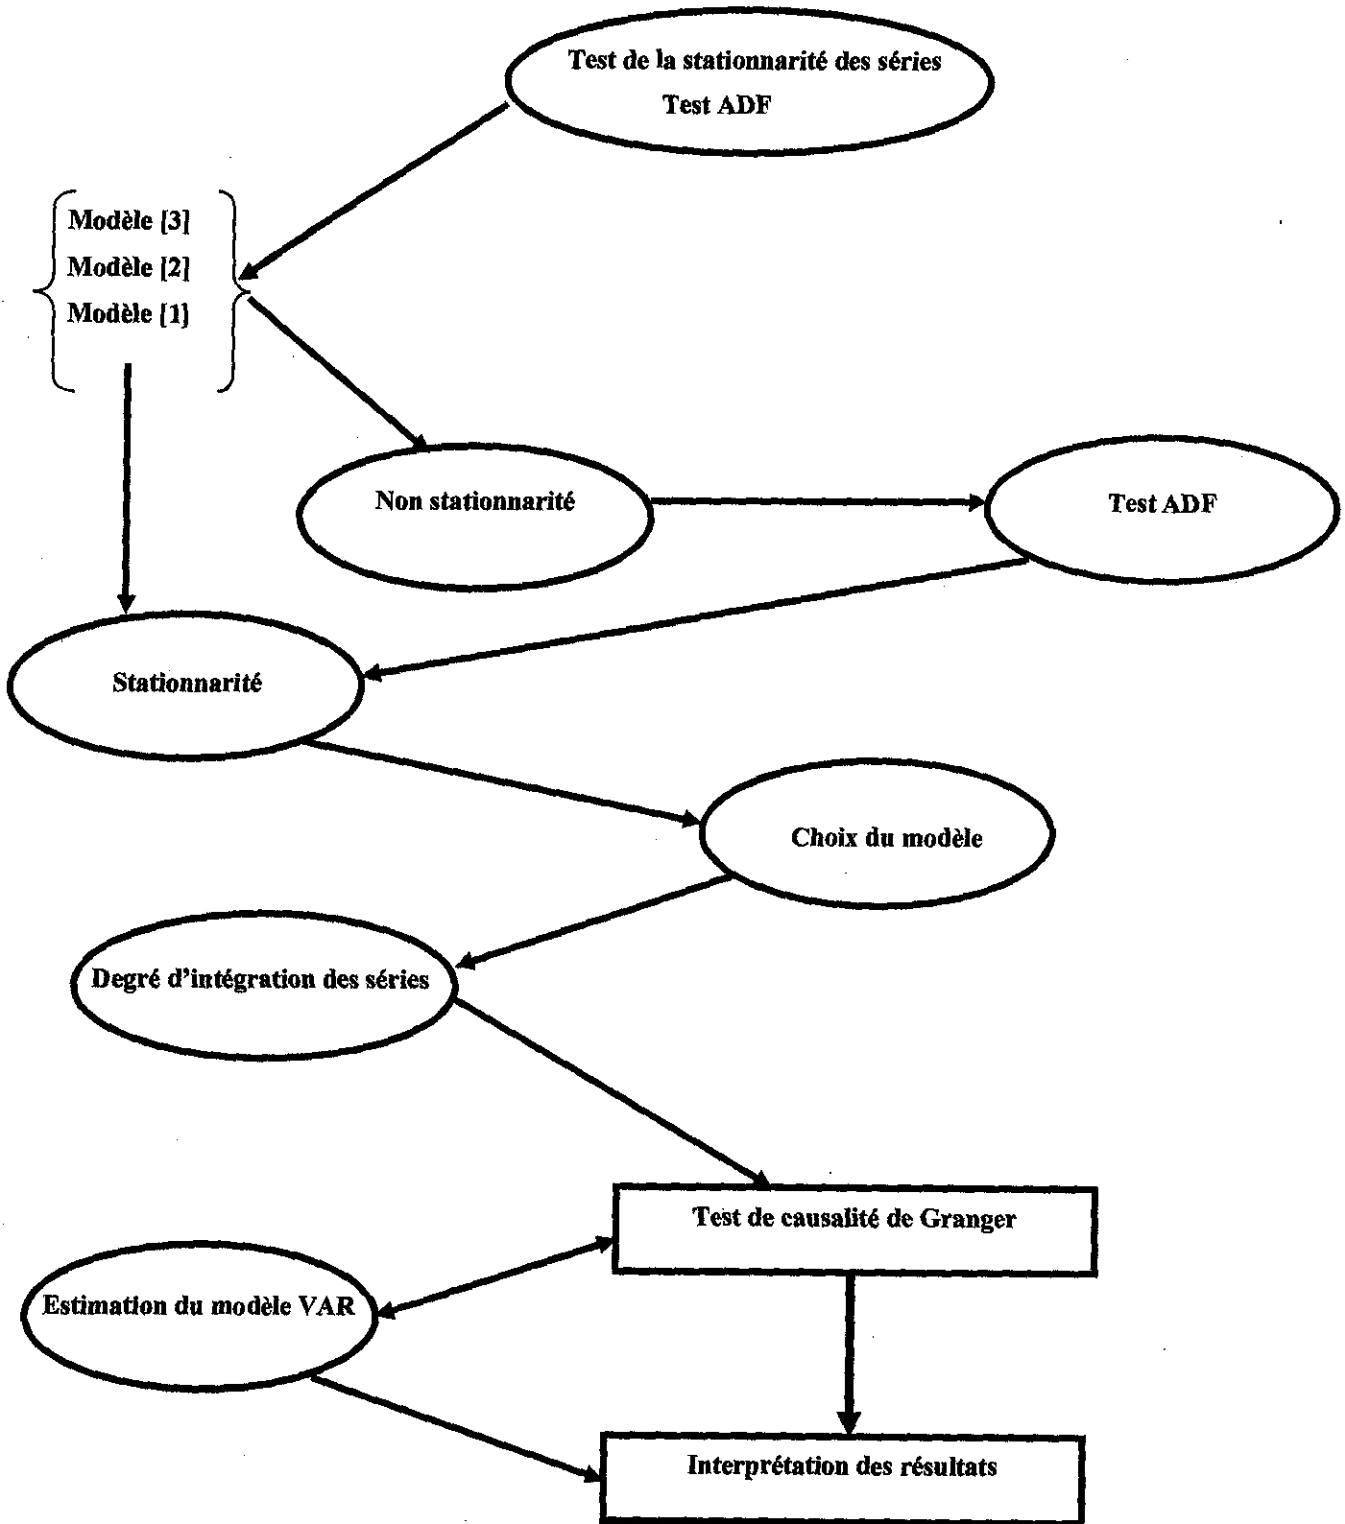 Test de la stationnarité des séries
Test ADF
Modèle [3]
Modèle [2]
Modèle [1]
Non stationnarité
Test ADF
Stationnarité
Choix du modèle
Degré d'intégration des séries
Test de causalité de Granger
Estimation du modèle VAR
Interprétation des résultats